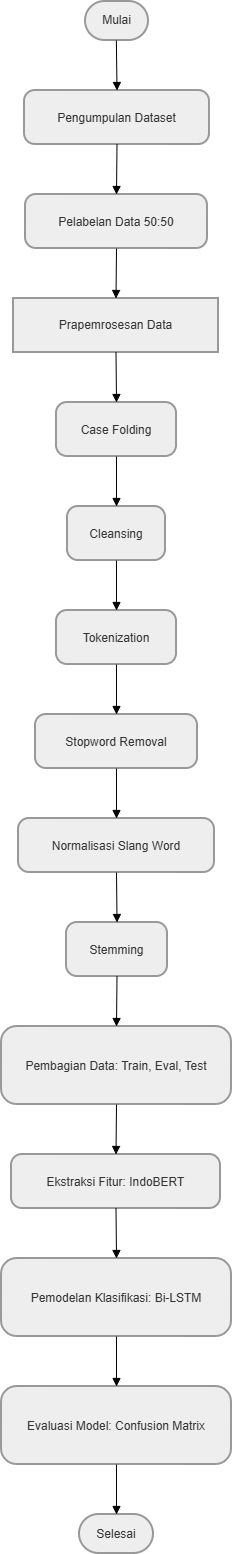 Mulai
Pengumpulan Dataset
Pelabelan Data 50:50
Prapemrosesan Data
Case Folding
Cleansing
Tokenization
Stopword Removal
Normalisasi Slang Word
Stemming
Pembagian Data: Train, Eval, Test
Ekstraksi Fitur: IndoBERT
Pemodelan Klasifikasi: Bi-LSTM
Evaluasi Model: Confusion Matrix
Selesai